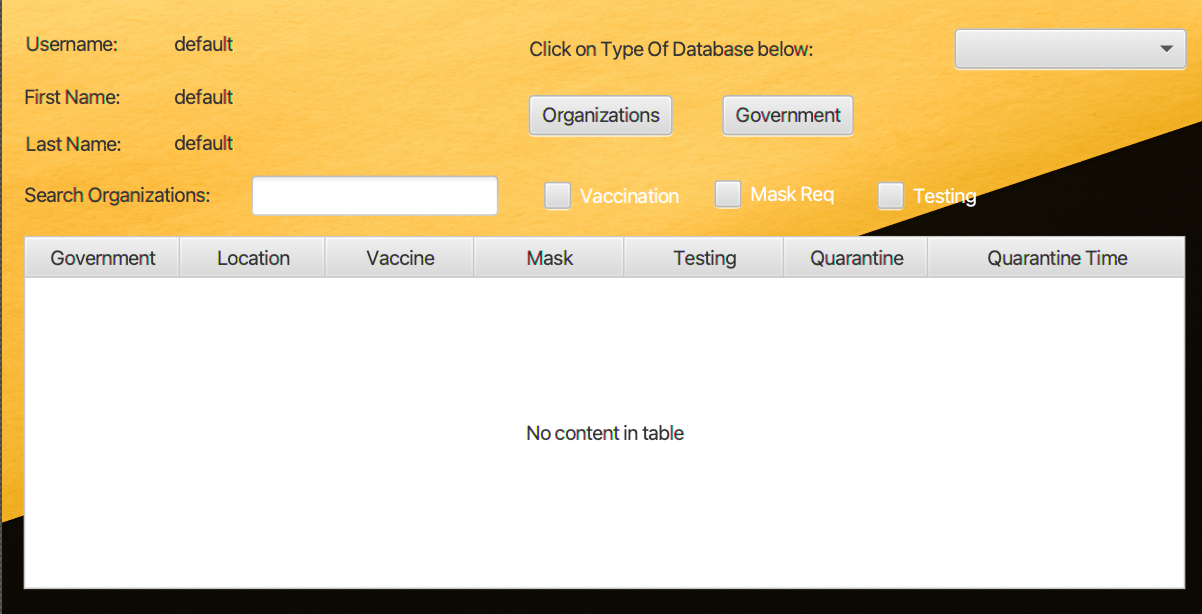 Username: default
Click on Type Of Database below:
First Name: default
Organizations Government
Last Name: default
Search Organizations: Vaccination Mask Req Testing
Government Location Vaccine Mask Testing Quarantine Quarantine Time
No content in table